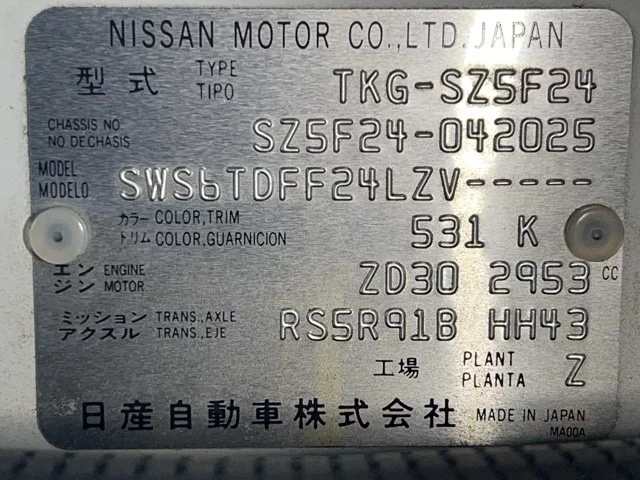 NISSAN MOTOR CO.,LTD.JAPAN
型式 TYPE TIPO TKG-SZ5F24
CHASSIS NO. NO DE CHASIS SZ5F24-042025
MODEL MODELO SWS6TDFF24LZV-----
カラー COLOR,TRIM
トリム COLOR,GUARNICION 531 K
エンジン ENGINE MOTOR ZD30 2953 CC
ミッション TRANS.,AXLE
アクスル TRANS.,EJE RS5R91B HH43
工場 PLANT PLANTA Z
日産自動車株式会社 MADE IN JAPAN
MA00A